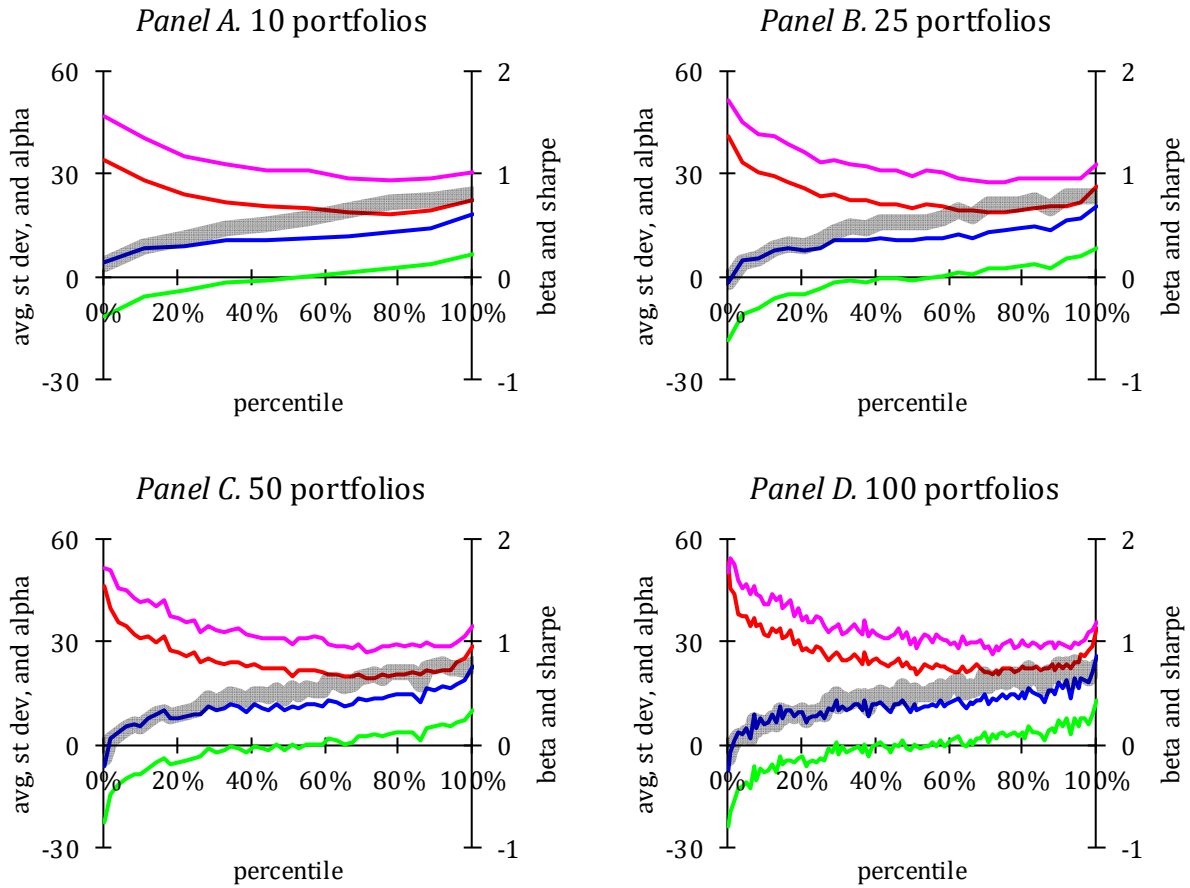 Panel A. 10 portfolios
60
30
0
-30
avg, st dev, and alpha
2
1
0
-1
beta and sharpe
0% 20% 40% 60% 80% 100%
percentile
Panel B. 25 portfolios
60
30
0
-30
avg, st dev, and alpha
2
1
0
-1
beta and sharpe
0% 20% 40% 60% 80% 100%
percentile
Panel C. 50 portfolios
60
30
0
-30
avg, st dev, and alpha
2
1
0
-1
beta and sharpe
0% 20% 40% 60% 80% 100%
percentile
Panel D. 100 portfolios
60
30
0
-30
avg, st dev, and alpha
2
1
0
-1
beta and sharpe
0% 20% 40% 60% 80% 100%
percentile